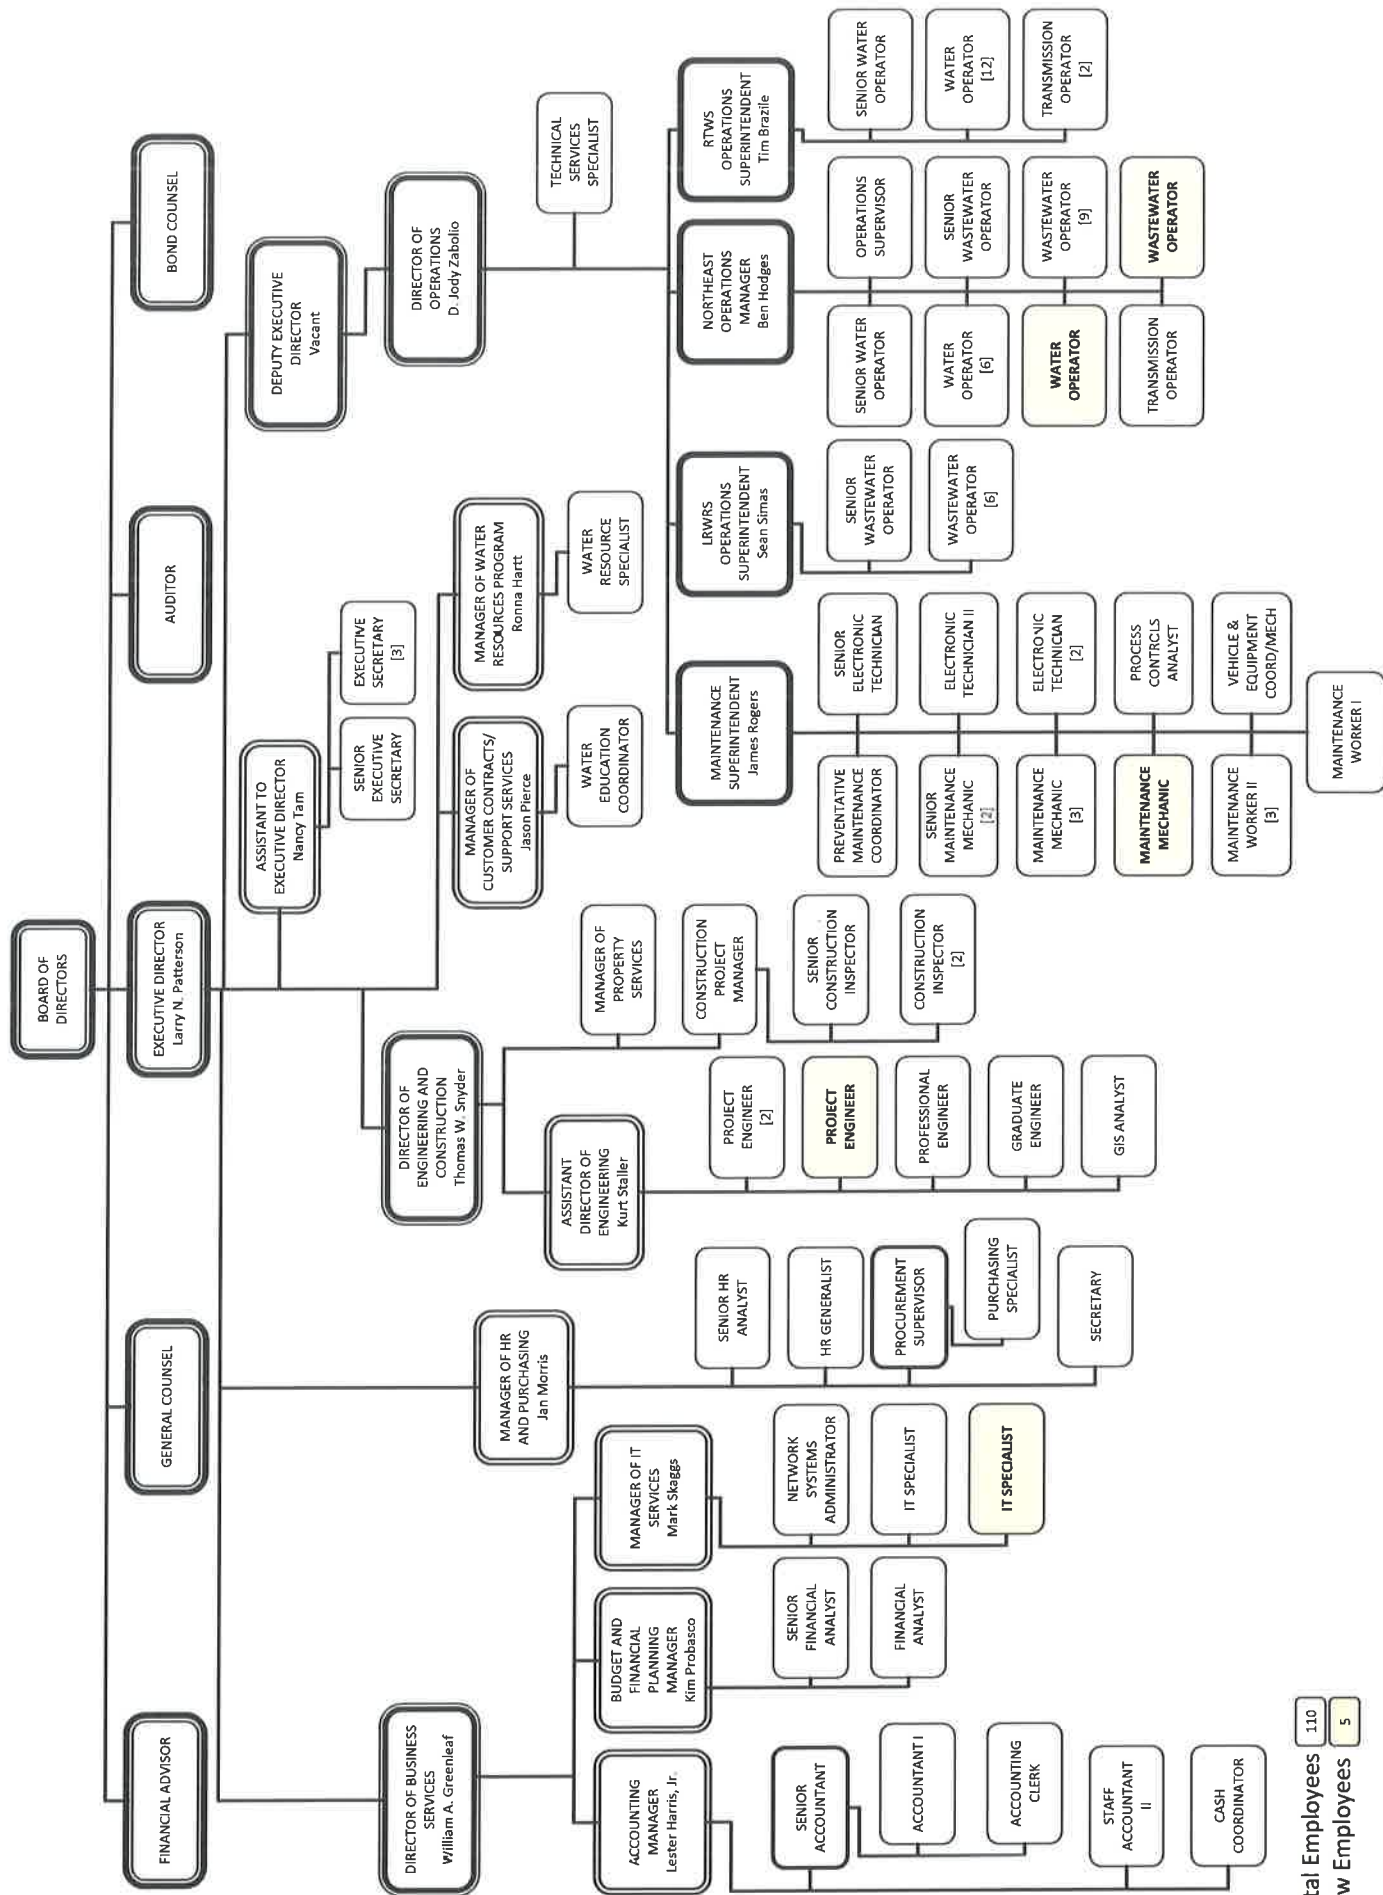 BOARD OF
DIRECTORS
FINANCIAL ADVISOR
GENERAL COUNSEL
EXECUTIVE DIRECTOR
Larry N. Patterson
AUDITOR
BOND COUNSEL
ASSISTANT TO
EXECUTIVE DIRECTOR
Nancy Tam
SENIOR
EXECUTIVE
SECRETARY
EXECUTIVE
SECRETARY
[3]
DEPUTY EXECUTIVE
DIRECTOR
Vacant
DIRECTOR OF BUSINESS
SERVICES
William A. Greenleaf
ACCOUNTING
MANAGER
Lester Harris, Jr.
SENIOR
ACCOUNTANT
ACCOUNTANT I
ACCOUNTING
CLERK
STAFF
ACCOUNTANT
II
CASH
COORDINATOR
BUDGET AND
FINANCIAL
PLANNING
MANAGER
Kim Probasco
SENIOR
FINANCIAL
ANALYST
FINANCIAL
ANALYST
MANAGER OF IT
SERVICES
Mark Skaggs
NETWORK
SYSTEMS
ADMINISTRATOR
IT SPECIALIST
IT SPECIALIST
MANAGER OF HR
AND PURCHASING
Jan Morris
SENIOR HR
ANALYST
HR GENERALIST
PROCUREMENT
SUPERVISOR
PURCHASING
SPECIALIST
SECRETARY
DIRECTOR OF
ENGINEERING AND
CONSTRUCTION
Thomas W. Snyder
ASSISTANT
DIRECTOR OF
ENGINEERING
Kurt Staller
PROJECT
ENGINEER
[2]
PROJECT
ENGINEER
PROFESSIONAL
ENGINEER
GRADUATE
ENGINEER
GIS ANALYST
MANAGER OF
PROPERTY
SERVICES
CONSTRUCTION
PROJECT
MANAGER
SENIOR
CONSTRUCTION
INSPECTOR
CONSTRUCTION
INSPECTOR
[2]
MANAGER OF
CUSTOMER CONTRACTS/
SUPPORT SERVICES
Jason Pierce
WATER
EDUCATION
COORDINATOR
MANAGER OF WATER
RESOURCES PROGRAM
Ronna Hartt
WATER
RESOURCE
SPECIALIST
DIRECTOR OF
OPERATIONS
D. Jody Zabolio
TECHNICAL
SERVICES
SPECIALIST
MAINTENANCE
SUPERINTENDENT
James Rogers
PREVENTATIVE
MAINTENANCE
COORDINATOR
SENIOR
ELECTRONIC
TECHNICIAN
SENIOR
MAINTENANCE
MECHANIC
[2]
ELECTRONIC
TECHNICIAN II
MAINTENANCE
MECHANIC
[3]
ELECTRONIC
TECHNICIAN
[2]
MAINTENANCE
MECHANIC
PROCESS
CONTROLS
ANALYST
MAINTENANCE
WORKER II
[3]
VEHICLE &
EQUIPMENT
COORD/MECH
MAINTENANCE
WORKER I
LRWRS
OPERATIONS
SUPERINTENDENT
Sean Simas
SENIOR
WASTEWATER
OPERATOR
WASTEWATER
OPERATOR
[6]
NORTHEAST
OPERATIONS
MANAGER
Ben Hodges
SENIOR WATER
OPERATOR
OPERATIONS
SUPERVISOR
WATER
OPERATOR
[6]
SENIOR
WASTEWATER
OPERATOR
WATER
OPERATOR
WASTEWATER
OPERATOR
[9]
TRANSMISSION
OPERATOR
WASTEWATER
OPERATOR
RTWS
OPERATIONS
SUPERINTENDENT
Tim Brazile
SENIOR WATER
OPERATOR
WATER
OPERATOR
[12]
TRANSMISSION
OPERATOR
[2]
tal Employees 110
w Employees 5